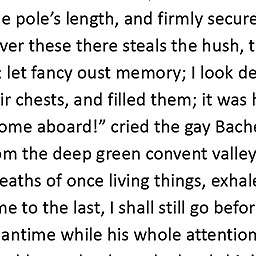 e pole’s length, and firmly secure
ver these there steals the hush, t
let fancy oust memory; I look de
ir chests, and filled them; it was h
ome aboard!” cried the gay Bache
om the deep green convent valley
eaths of once living things, exhale
me to the last, I shall still go befor
antime while his whole attention